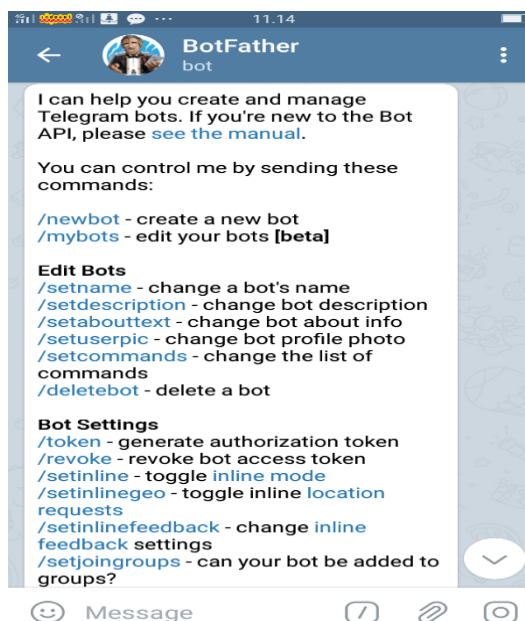 11.14
BotFather
bot
I can help you create and manage
Telegram bots. If you're new to the Bot
API, please see the manual.
You can control me by sending these
commands:
/newbot - create a new bot
/mybots - edit your bots [beta]
Edit Bots
/setname - change a bot's name
/setdescription - change bot description
/setabouttext - change bot about info
/setuserpic - change bot profile photo
/setcommands - change the list of
commands
/deletebot - delete a bot
Bot Settings
/token - generate authorization token
/revoke - revoke bot access token
/setinline - toggle inline mode
/setinlinegeo - toggle inline location
requests
/setinlinefeedback - change inline
feedback settings
/setjoingroups - can your bot be added to
groups?
Message